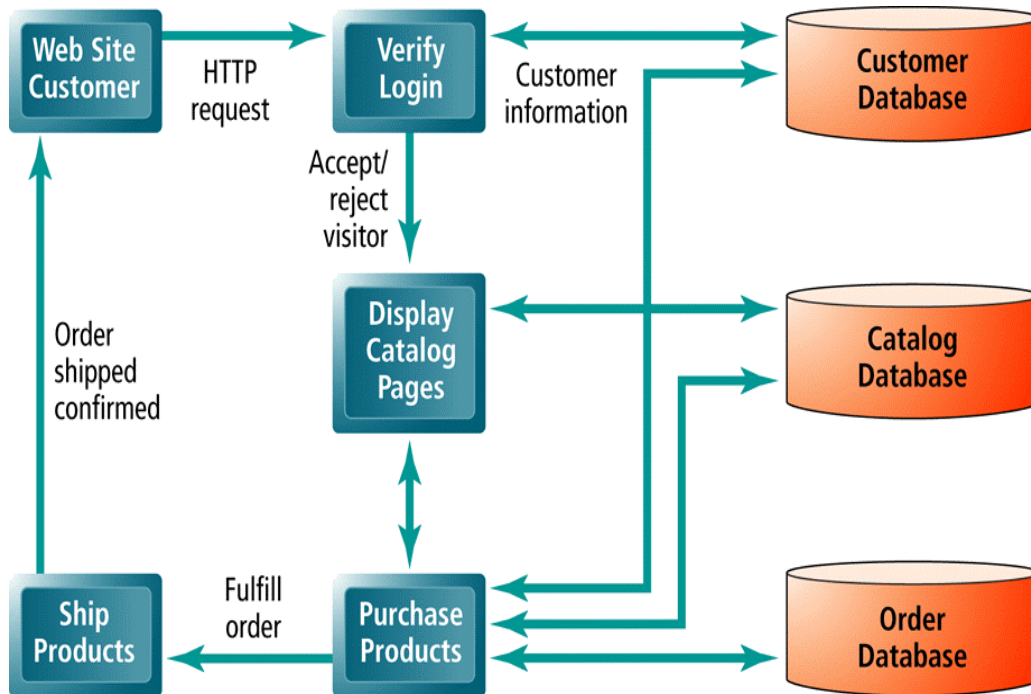 Web Site
Customer
HTTP
request
Verify
Login
Customer
information
Customer
Database
Accept/
reject
visitor
Display
Catalog
Pages
Catalog
Database
Order
shipped
confirmed
Ship
Products
Fulfill
order
Purchase
Products
Order
Database